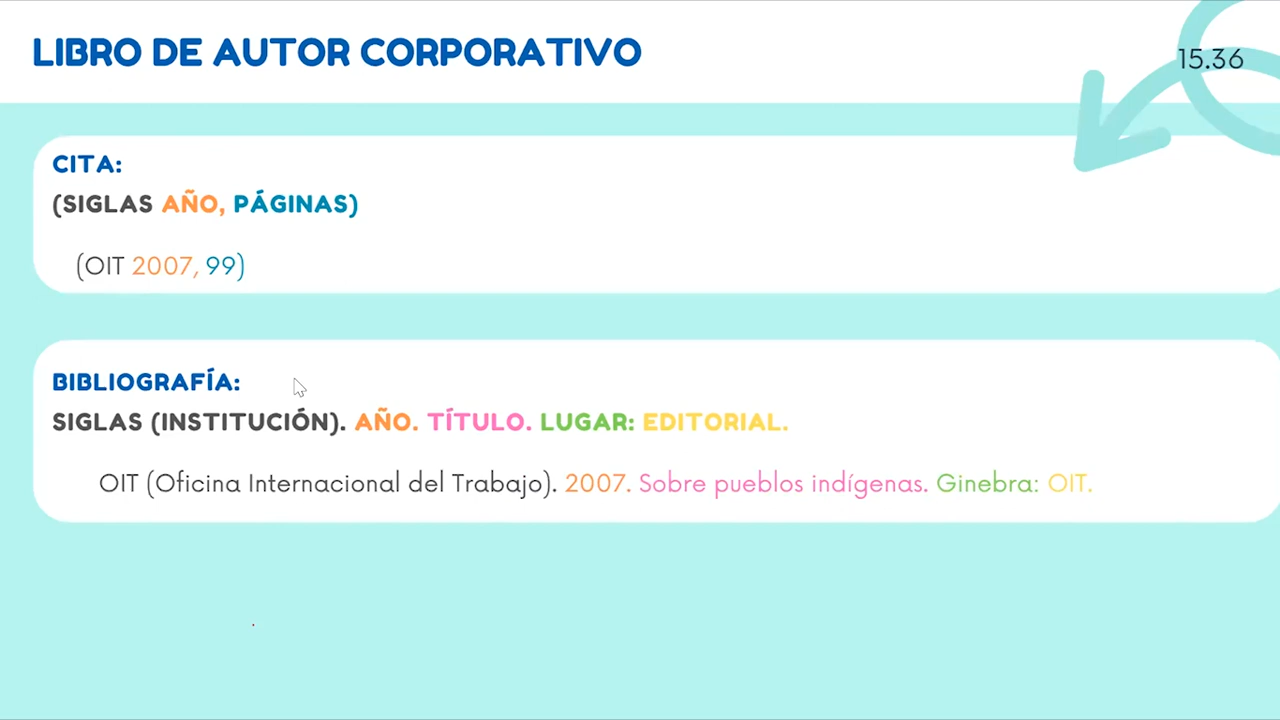 LIBRO DE AUTOR CORPORATIVO
15.36
CITA:
(SIGLAS AÑO, PÁGINAS)
(OIT 2007, 99)
BIBLIOGRAFÍA:
SIGLAS (INSTITUCIÓN). AÑO. TÍTULO. LUGAR: EDITORIAL.
OIT (Oficina Internacional del Trabajo). 2007. Sobre pueblos indígenas. Ginebra: OIT.